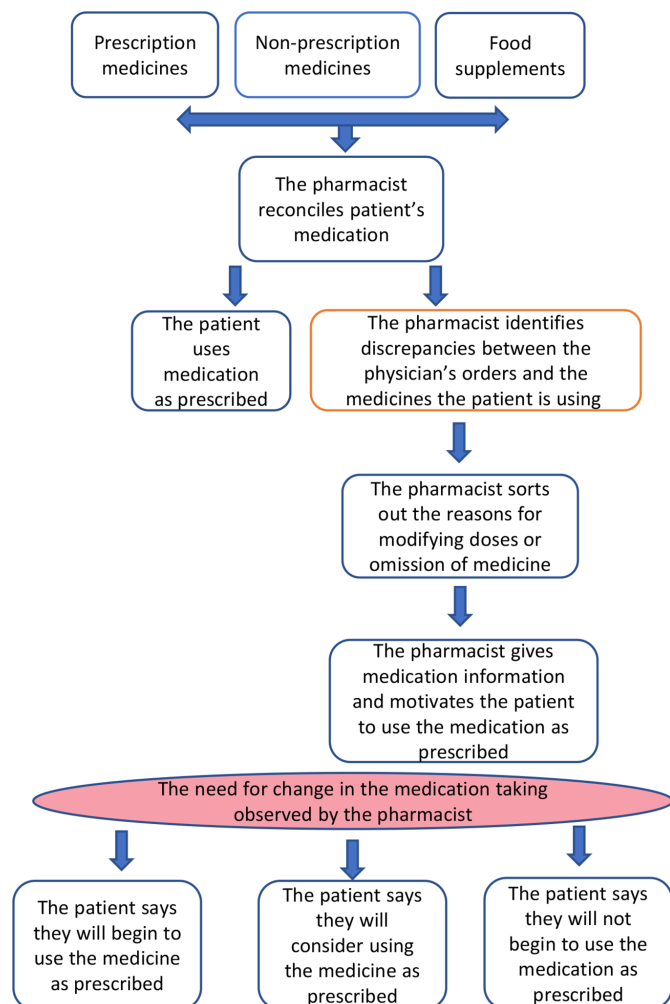 Prescription
medicines
Non-prescription
medicines
Food
supplements
The pharmacist
reconciles patient’s
medication
The patient
uses
medication
as prescribed
The pharmacist identifies
discrepancies between the
physician’s orders and the
medicines the patient is using
The pharmacist sorts
out the reasons for
modifying doses or
omission of medicine
The pharmacist gives
medication information
and motivates the patient
to use the medication as
prescribed
The need for change in the medication taking
observed by the pharmacist
The patient says
they will begin to
use the medicine
as prescribed
The patient says
they will
consider using
the medicine as
prescribed
The patient says
they will not
begin to use the
medication as
prescribed